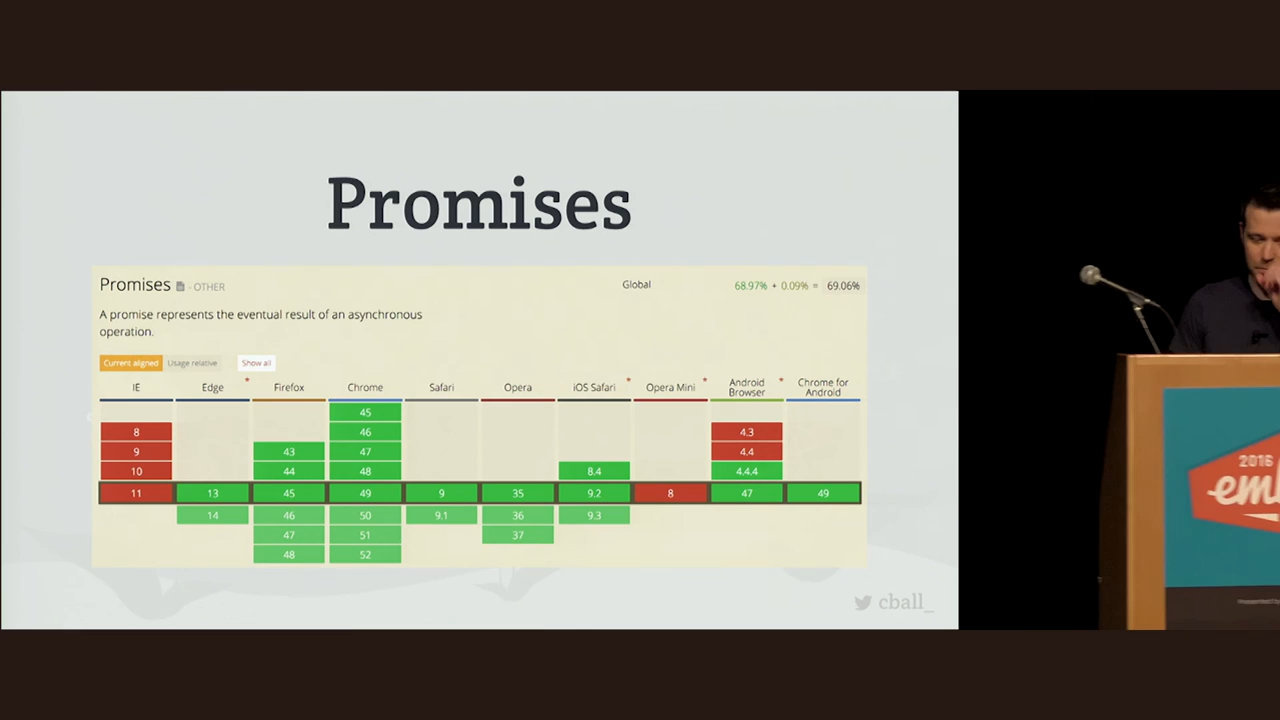 Promises
Promises - OTHER
Global
68.97% + 0.09% = 69.06%
A promise represents the eventual result of an asynchronous
operation.
Current aligned Usage relative Show all
IE Edge * Firefox Chrome Safari Opera iOS Safari * Opera Mini * Android Browser * Chrome for Android
45
8 46 4.3
9 43 47 4.4
10 44 48 8.4 4.4.4
11 13 45 49 9 35 9.2 8 47 49
14 46 50 9.1 36 9.3
47 51 37
48 52
cball_
2016